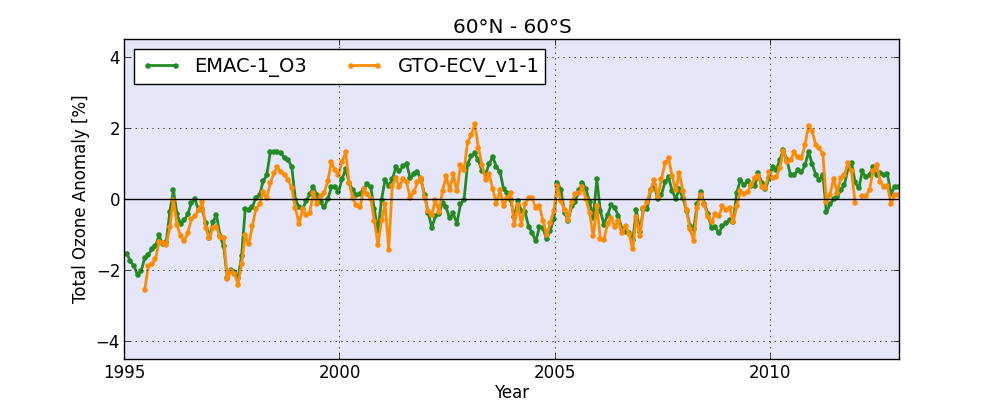 60°N - 60°S
EMAC-1_O3
GTO-ECV_v1-1
Total Ozone Anomaly [%]
4
2
0
−2
−4
1995 2000 2005 2010
Year